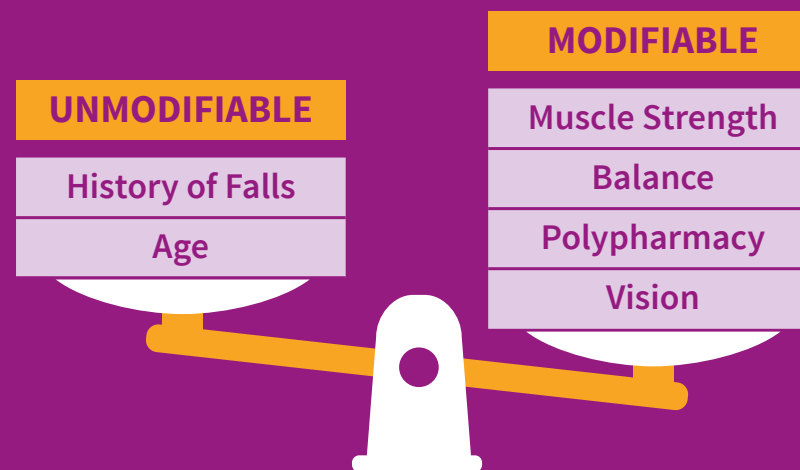 UNMODIFIABLE
History of Falls
Age
MODIFIABLE
Muscle Strength
Balance
Polypharmacy
Vision